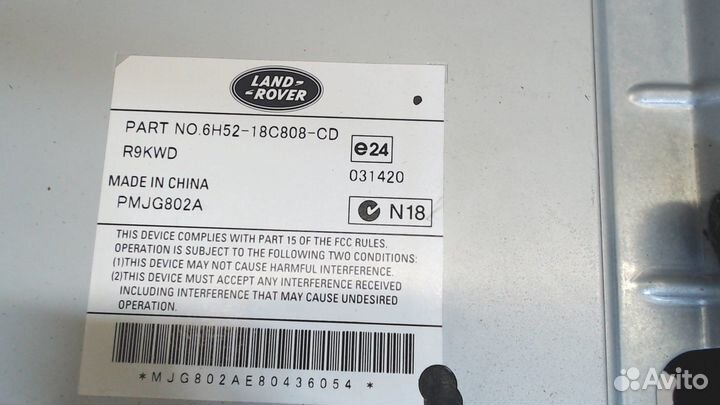 LAND-
-ROVER
PART NO.6H52-18C808-CD
R9KWD
e24
031420
MADE IN CHINA
PMJG802A
N18
THIS DEVICE COMPLIES WITH PART 15 OF THE FCC RULES.
OPERATION IS SUBJECT TO THE FOLLOWING TWO CONDITIONS:
(1)THIS DEVICE MAY NOT CAUSE HARMFUL INTERFERENCE.
(2)THIS DEVICE MUST ACCEPT ANY INTERFERENCE RECEIVED
INCLUDING INTERFERENCE THAT MAY CAUSE UNDESIRED
OPERATION.
*MJG802AE80436054*
Avito